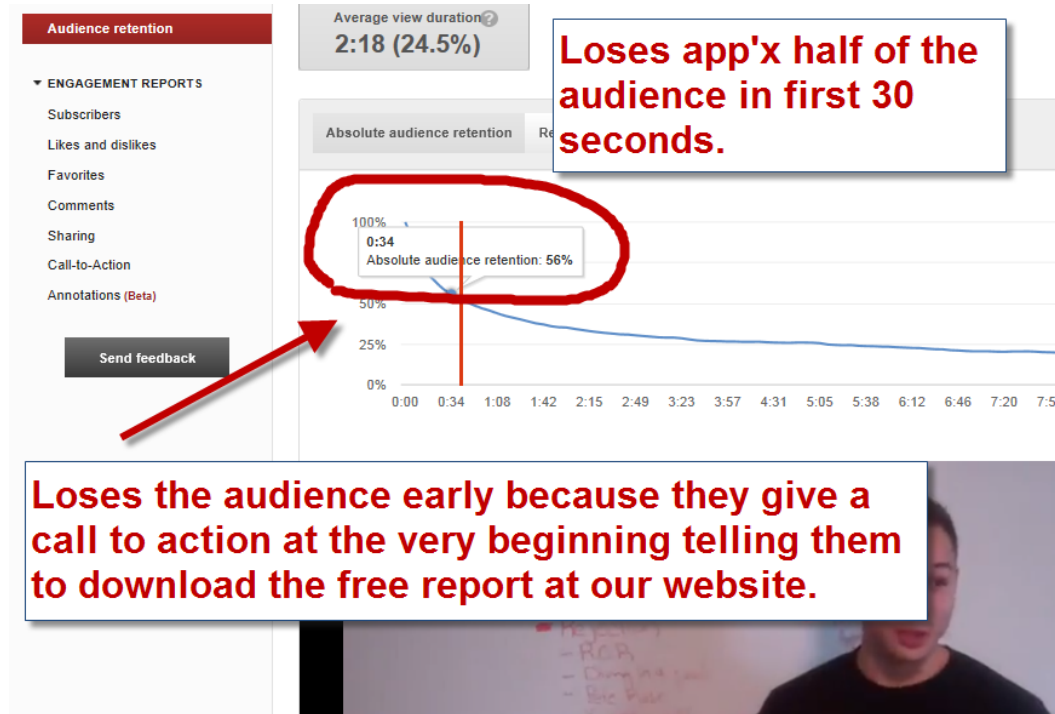 Audience retention
ENGAGEMENT REPORTS
Subscribers
Likes and dislikes
Favorites
Comments
Sharing
Call-to-Action
Annotations (Beta)
Send feedback
Average view duration ?
2:18 (24.5%)
Loses app'x half of the
audience in first 30
seconds.
Absolute audience retention Re
100%
0:34
Absolute audience retention: 56%
50%
25%
0%
0:00 0:34 1:08 1:42 2:15 2:49 3:23 3:57 4:31 5:05 5:38 6:12 6:46 7:20 7:5
Loses the audience early because they give a
call to action at the very beginning telling them
to download the free report at our website.
Rejection
- RCR